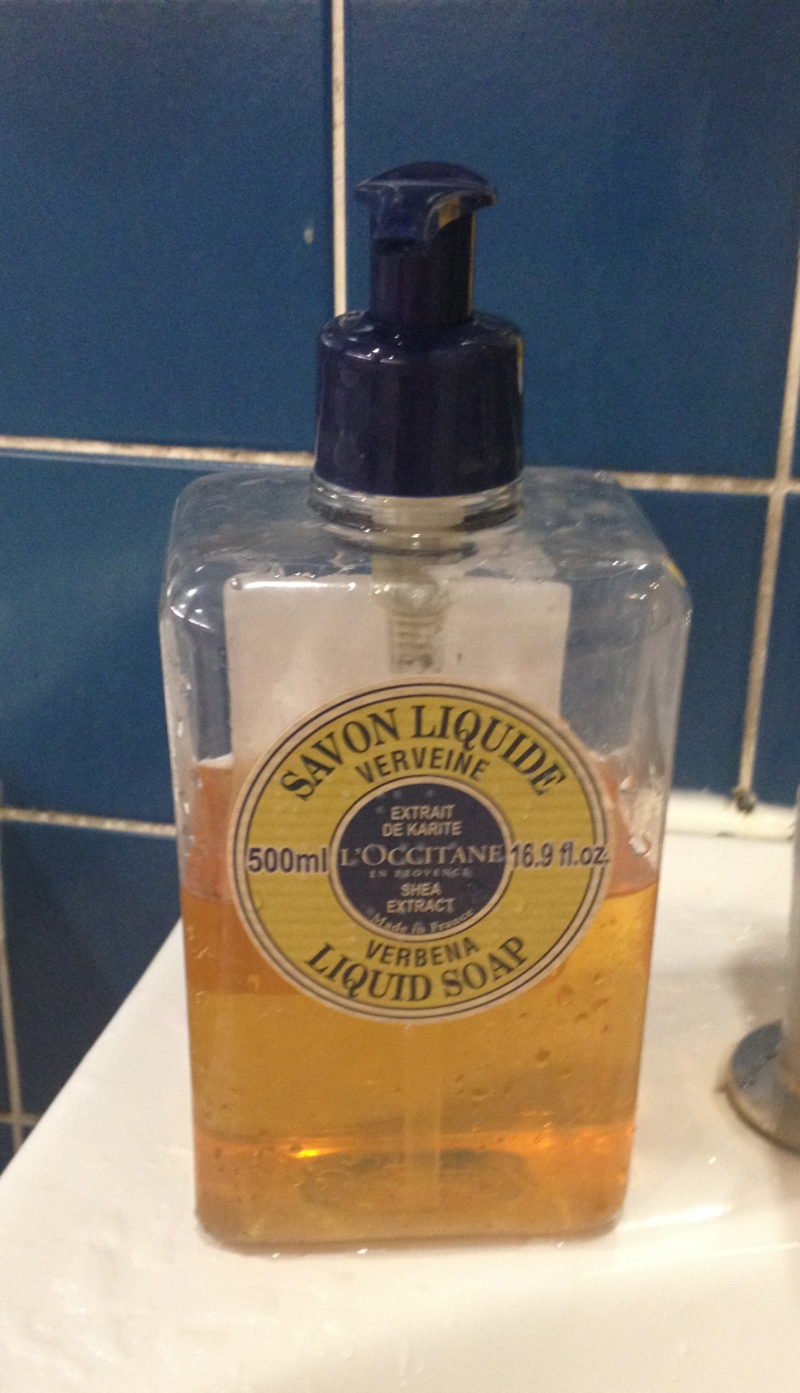 SAVON LIQUIDE
VERVEINE
EXTRAIT
DE KARITE
500ml L'OCCITANE 16.9 fl.oz.
EN PROVENCE
SHEA
EXTRACT
Made in France
VERBENA
LIQUID SOAP